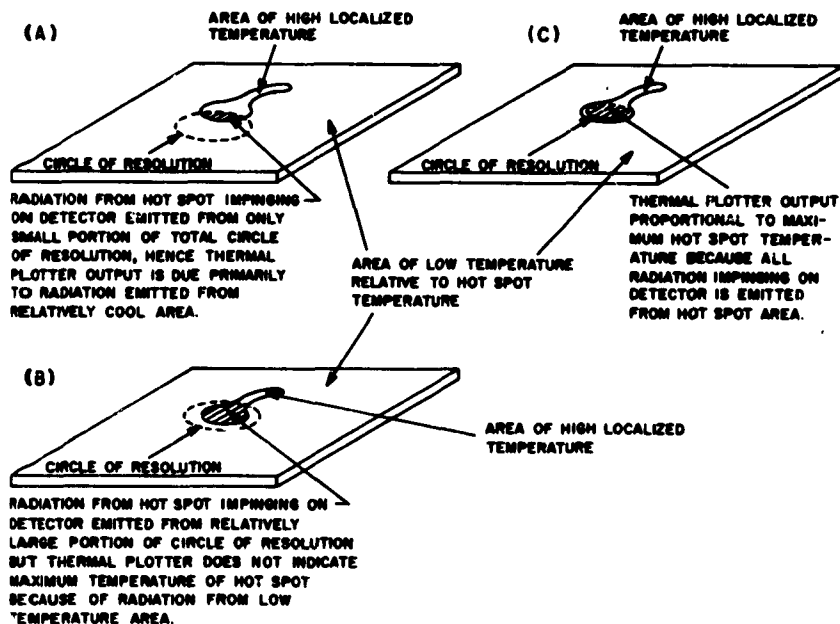 (A)
AREA OF HIGH LOCALIZED
TEMPERATURE
CIRCLE OF RESOLUTION
RADIATION FROM HOT SPOT IMPINGING
ON DETECTOR EMITTED FROM ONLY
SMALL PORTION OF TOTAL CIRCLE
OF RESOLUTION, HENCE THERMAL
PLOTTER OUTPUT IS DUE PRIMARILY
TO RADIATION EMITTED FROM
RELATIVELY COOL AREA.
(C)
AREA OF HIGH LOCALIZED
TEMPERATURE
CIRCLE OF RESOLUTION
THERMAL PLOTTER OUTPUT
PROPORTIONAL TO MAXI-
MUM HOT SPOT TEMPER-
ATURE BECAUSE ALL
RADIATION IMPINGING ON
DETECTOR IS EMITTED
FROM HOT SPOT AREA.
AREA OF LOW TEMPERATURE
RELATIVE TO HOT SPOT
TEMPERATURE
(B)
AREA OF HIGH LOCALIZED
TEMPERATURE
CIRCLE OF RESOLUTION
RADIATION FROM HOT SPOT IMPINGING ON
DETECTOR EMITTED FROM RELATIVELY
LARGE PORTION OF CIRCLE OF RESOLUTION
BUT THERMAL PLOTTER DOES NOT INDICATE
MAXIMUM TEMPERATURE OF HOT SPOT
BECAUSE OF RADIATION FROM LOW
TEMPERATURE AREA.